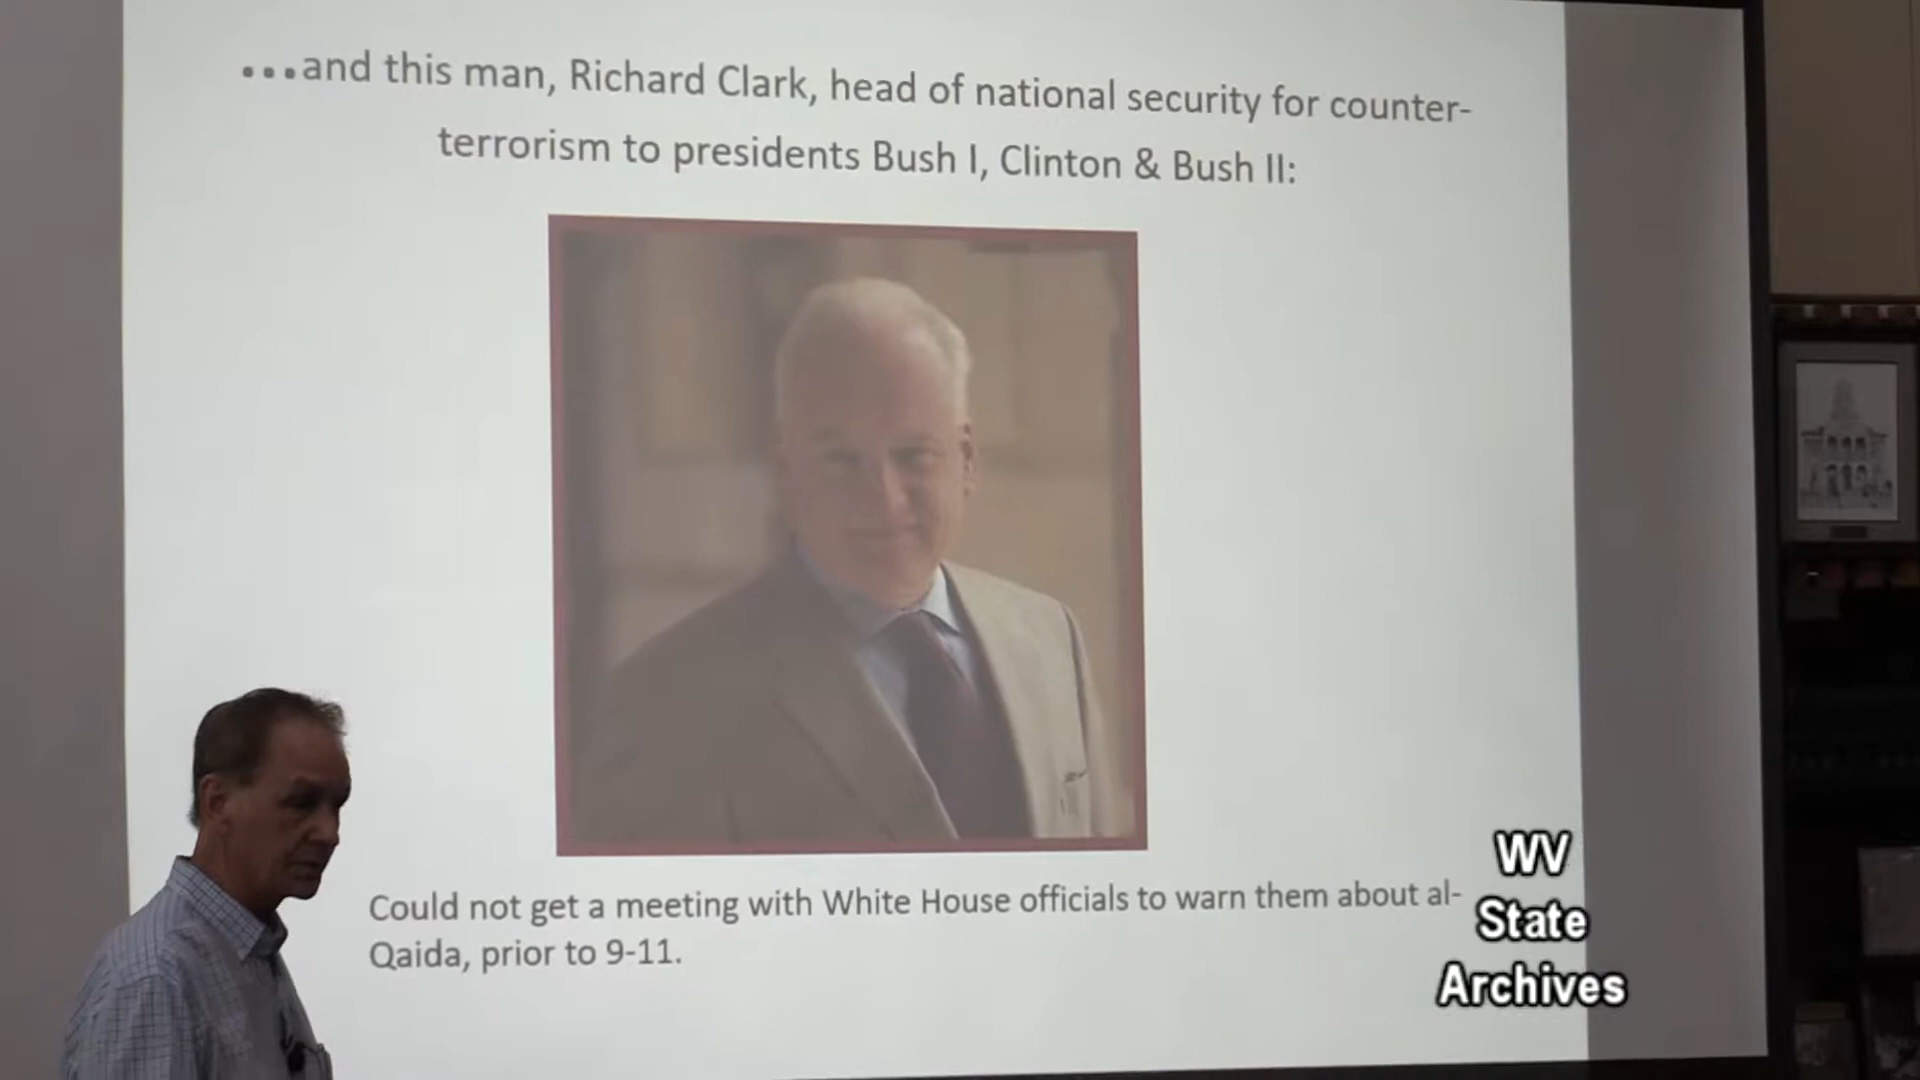 ...and this man, Richard Clark, head of national security for counter-
terrorism to presidents Bush I, Clinton & Bush II:
Could not get a meeting with White House officials to warn them about al-
Qaida, prior to 9-11.
WV
State
Archives